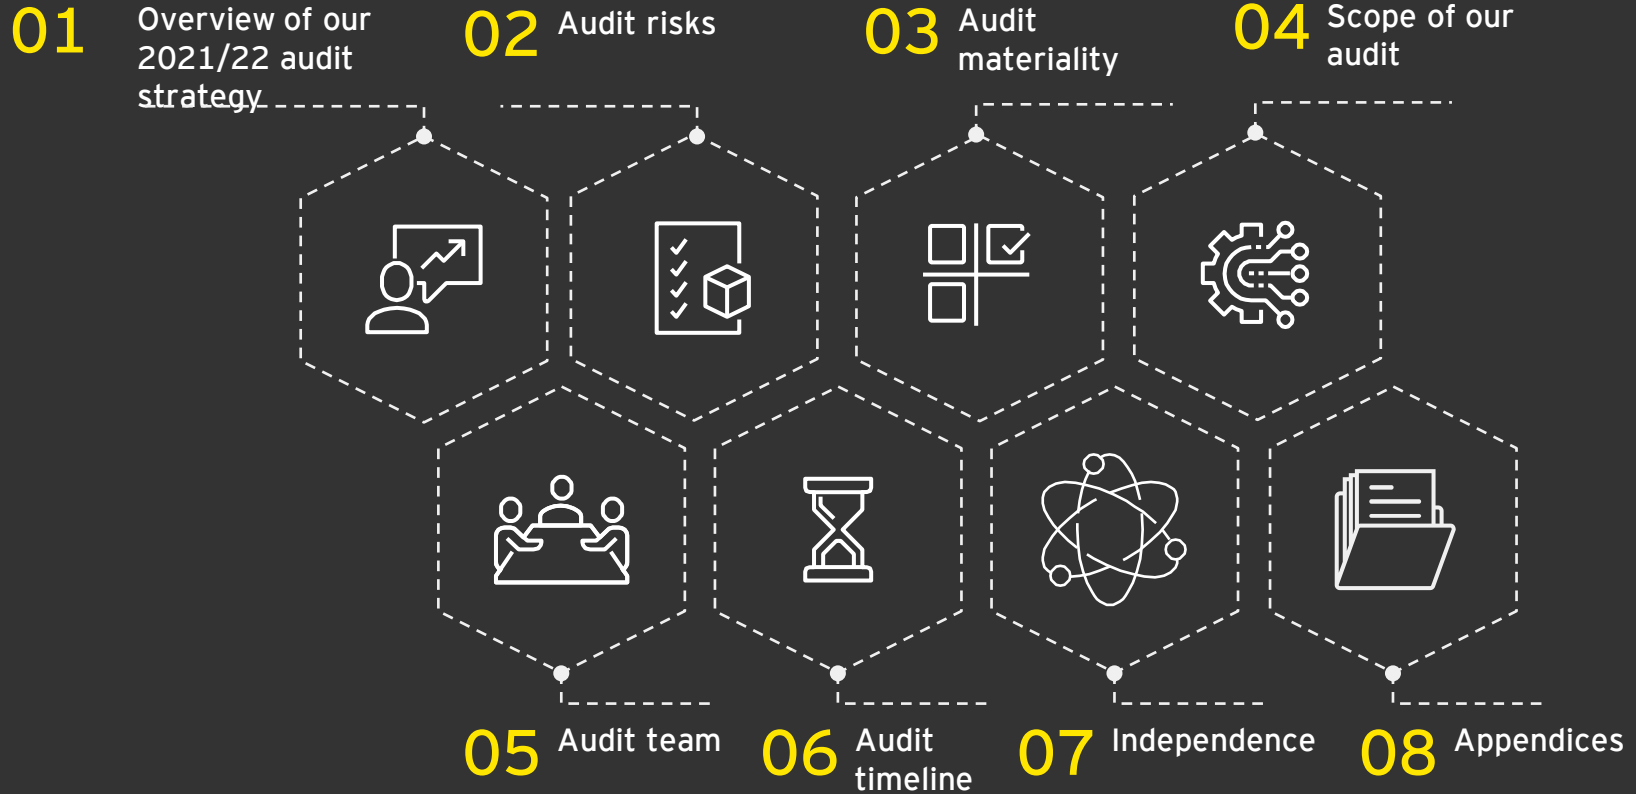 01
Overview of our
2021/22 audit
strategy
02
Audit risks
03
Audit
materiality
04
Scope of our
audit
05
Audit team
06
Audit
timeline
07
Independence
08
Appendices